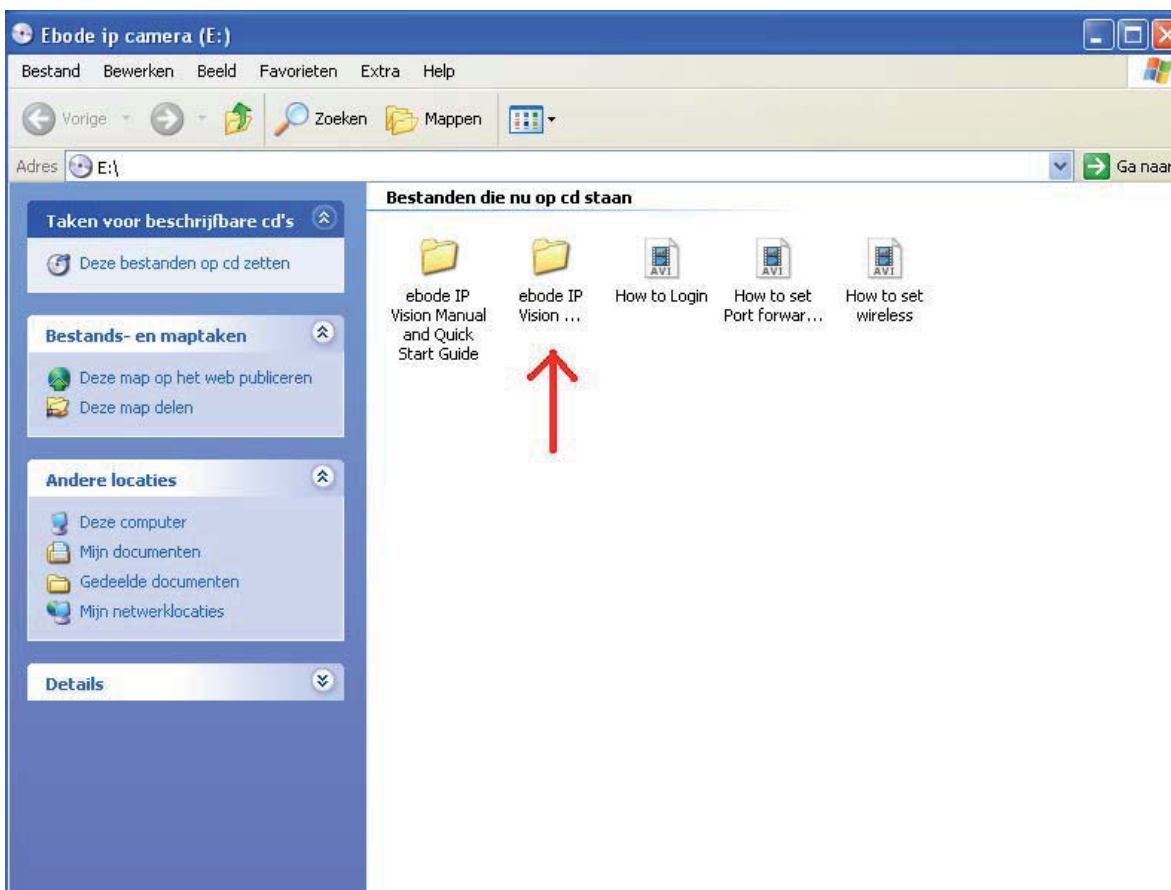 Ebode ip camera (E:)
Bestand Bewerken Beeld Favorieten Extra Help
Vorige Zoeken Mappen
Adres E:\ Ga naar
Taken voor beschrijfbare cd's
Deze bestanden op cd zetten
Bestands- en maptaken
Deze map op het web publiceren
Deze map delen
Andere locaties
Deze computer
Mijn documenten
Gedeelde documenten
Mijn netwerklocaties
Details
Bestanden die nu op cd staan
ebode IP
Vision Manual
and Quick
Start Guide
ebode IP
Vision ...
AVI
How to Login
AVI
How to set
Port forwar...
AVI
How to set
wireless